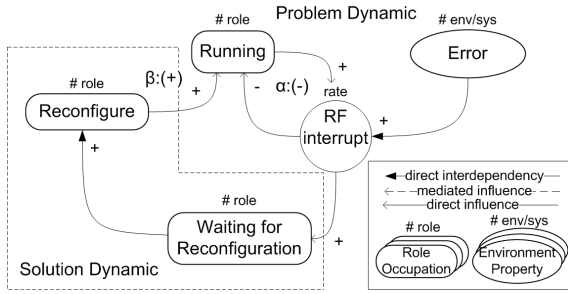 Problem Dynamic
# role
Running
# env/sys
Error
# role
Reconfigure
β:(+)
+
-
α:(-)
+
rate
RF
interrupt
+
+
# role
Waiting for
Reconfiguration
+
Solution Dynamic
direct interdependency
mediated influence
direct influence
# role
Role
Occupation
# env/sys
Environment
Property